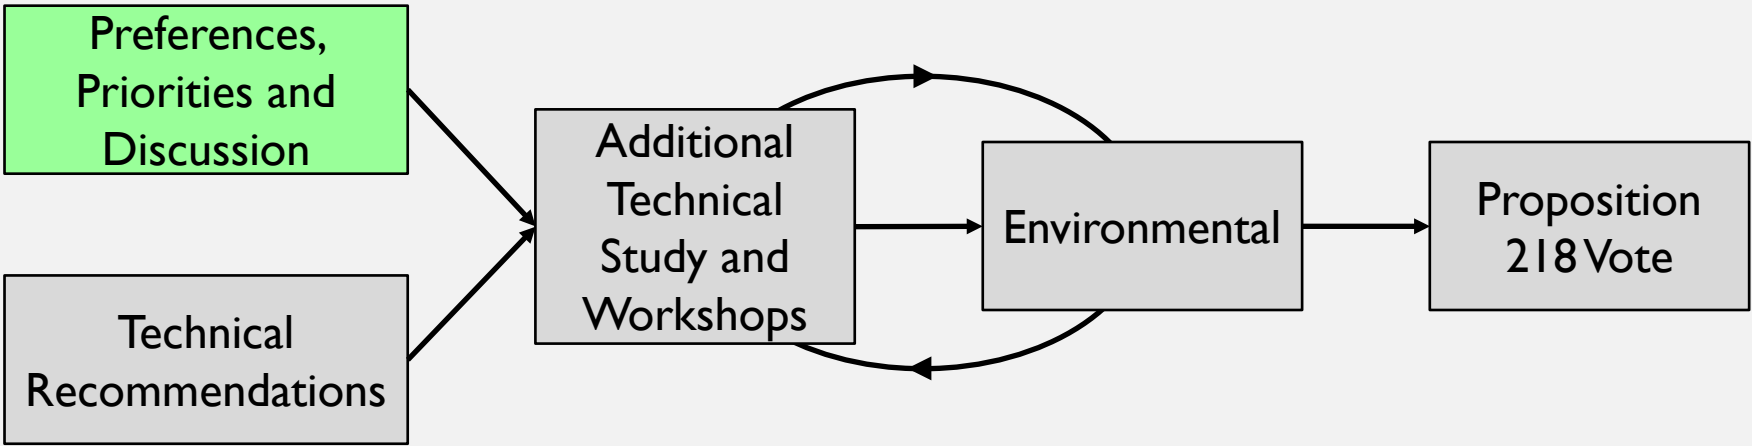 Preferences,
Priorities and
Discussion
Technical
Recommendations
Additional
Technical
Study and
Workshops
Environmental
Proposition
218 Vote